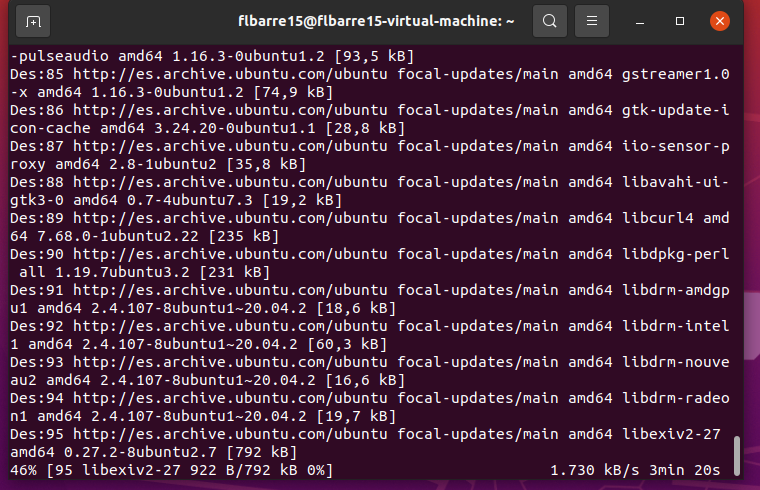 flbarre15@flbarre15-virtual-machine: ~
-pulseaudio amd64 1.16.3-0ubuntu1.2 [93,5 kB]
Des:85 http://es.archive.ubuntu.com/ubuntu focal-updates/main amd64 gstreamer1.0
-x amd64 1.16.3-0ubuntu1.2 [74,9 kB]
Des:86 http://es.archive.ubuntu.com/ubuntu focal-updates/main amd64 gtk-update-i
con-cache amd64 3.24.20-0ubuntu1.1 [28,8 kB]
Des:87 http://es.archive.ubuntu.com/ubuntu focal-updates/main amd64 iio-sensor-p
roxy amd64 2.8-1ubuntu2 [35,8 kB]
Des:88 http://es.archive.ubuntu.com/ubuntu focal-updates/main amd64 libavahi-ui-
gtk3-0 amd64 0.7-4ubuntu7.3 [19,2 kB]
Des:89 http://es.archive.ubuntu.com/ubuntu focal-updates/main amd64 libcurl4 amd
64 7.68.0-1ubuntu2.22 [235 kB]
Des:90 http://es.archive.ubuntu.com/ubuntu focal-updates/main amd64 libdpkg-perl
 all 1.19.7ubuntu3.2 [231 kB]
Des:91 http://es.archive.ubuntu.com/ubuntu focal-updates/main amd64 libdrm-amdgp
u1 amd64 2.4.107-8ubuntu1~20.04.2 [18,6 kB]
Des:92 http://es.archive.ubuntu.com/ubuntu focal-updates/main amd64 libdrm-intel
1 amd64 2.4.107-8ubuntu1~20.04.2 [60,3 kB]
Des:93 http://es.archive.ubuntu.com/ubuntu focal-updates/main amd64 libdrm-nouve
au2 amd64 2.4.107-8ubuntu1~20.04.2 [16,6 kB]
Des:94 http://es.archive.ubuntu.com/ubuntu focal-updates/main amd64 libdrm-radeo
n1 amd64 2.4.107-8ubuntu1~20.04.2 [19,7 kB]
Des:95 http://es.archive.ubuntu.com/ubuntu focal-updates/main amd64 libexiv2-27
amd64 0.27.2-8ubuntu2.7 [792 kB]
46% [95 libexiv2-27 922 B/792 kB 0%] 1.730 kB/s 3min 20s